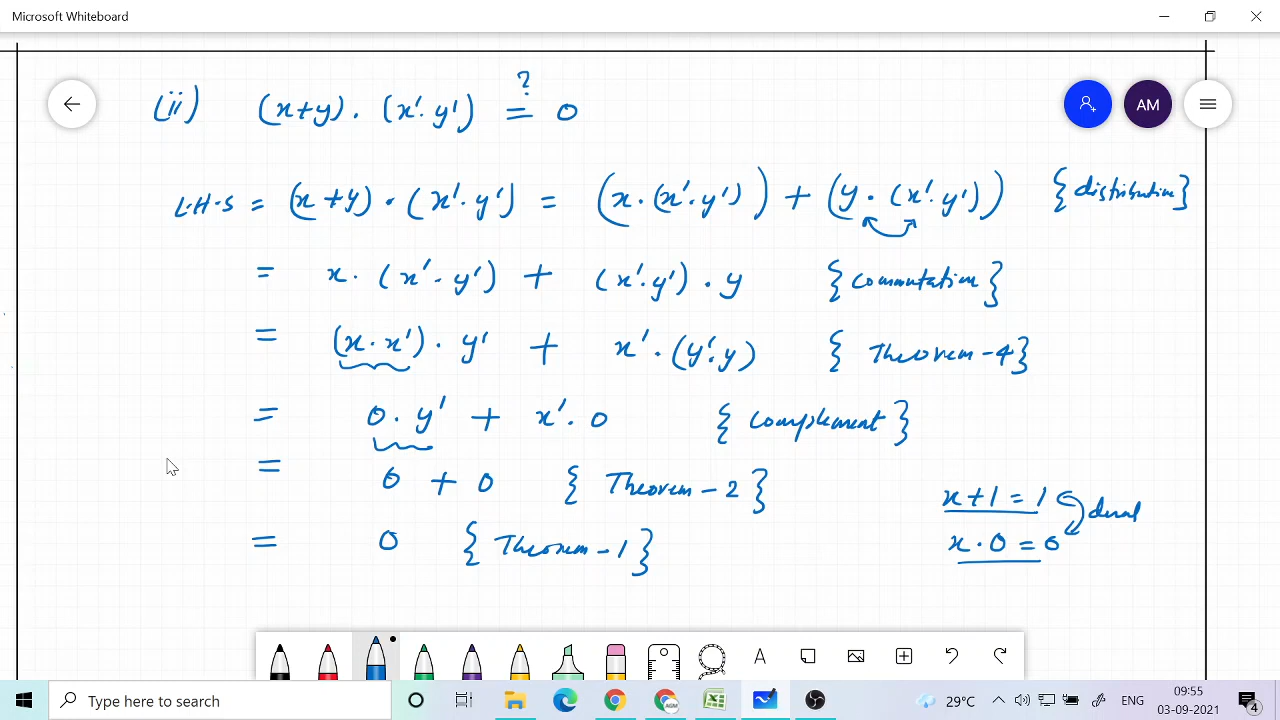 Microsoft Whiteboard
(ii) (x+y) . (x'. y') ?= 0
AM
L.H.S = (x + y) . (x'. y') = (x . (x'. y')) + (y . (x'. y')) {distribution}
= x . (x' . y') + (x'. y') . y {commutation}
= (x . x') . y' + x' . (y'. y) {Theorem-4}
= 0 . y' + x' . 0 {complement}
= 0 + 0 {Theorem-2}
= 0 {Theorem-1}
x+1 = 1
x . 0 = 0
dual
A
Type here to search
AGM
29°C
ENG
09:55
03-09-2021
4